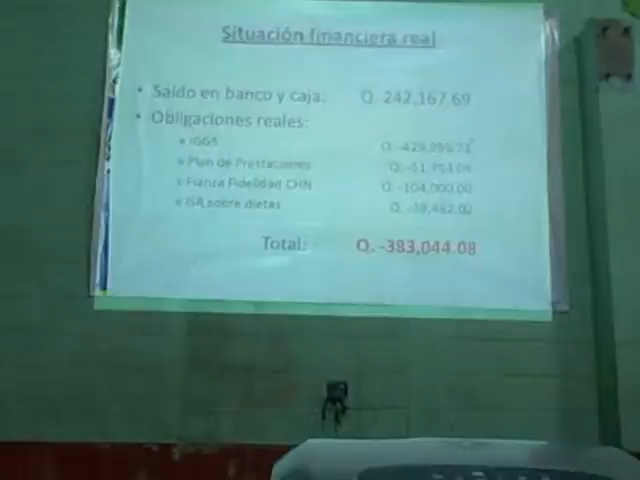 Situación financiera real
• Saldo en banco y caja: Q. 242,167.69
• Obligaciones reales:
» IGSS
» Plan de Prestaciones
» Fianza Fidelidad CHN Q. -104,000.00
» ISR sobre dietas
Total: Q. -383,044.08